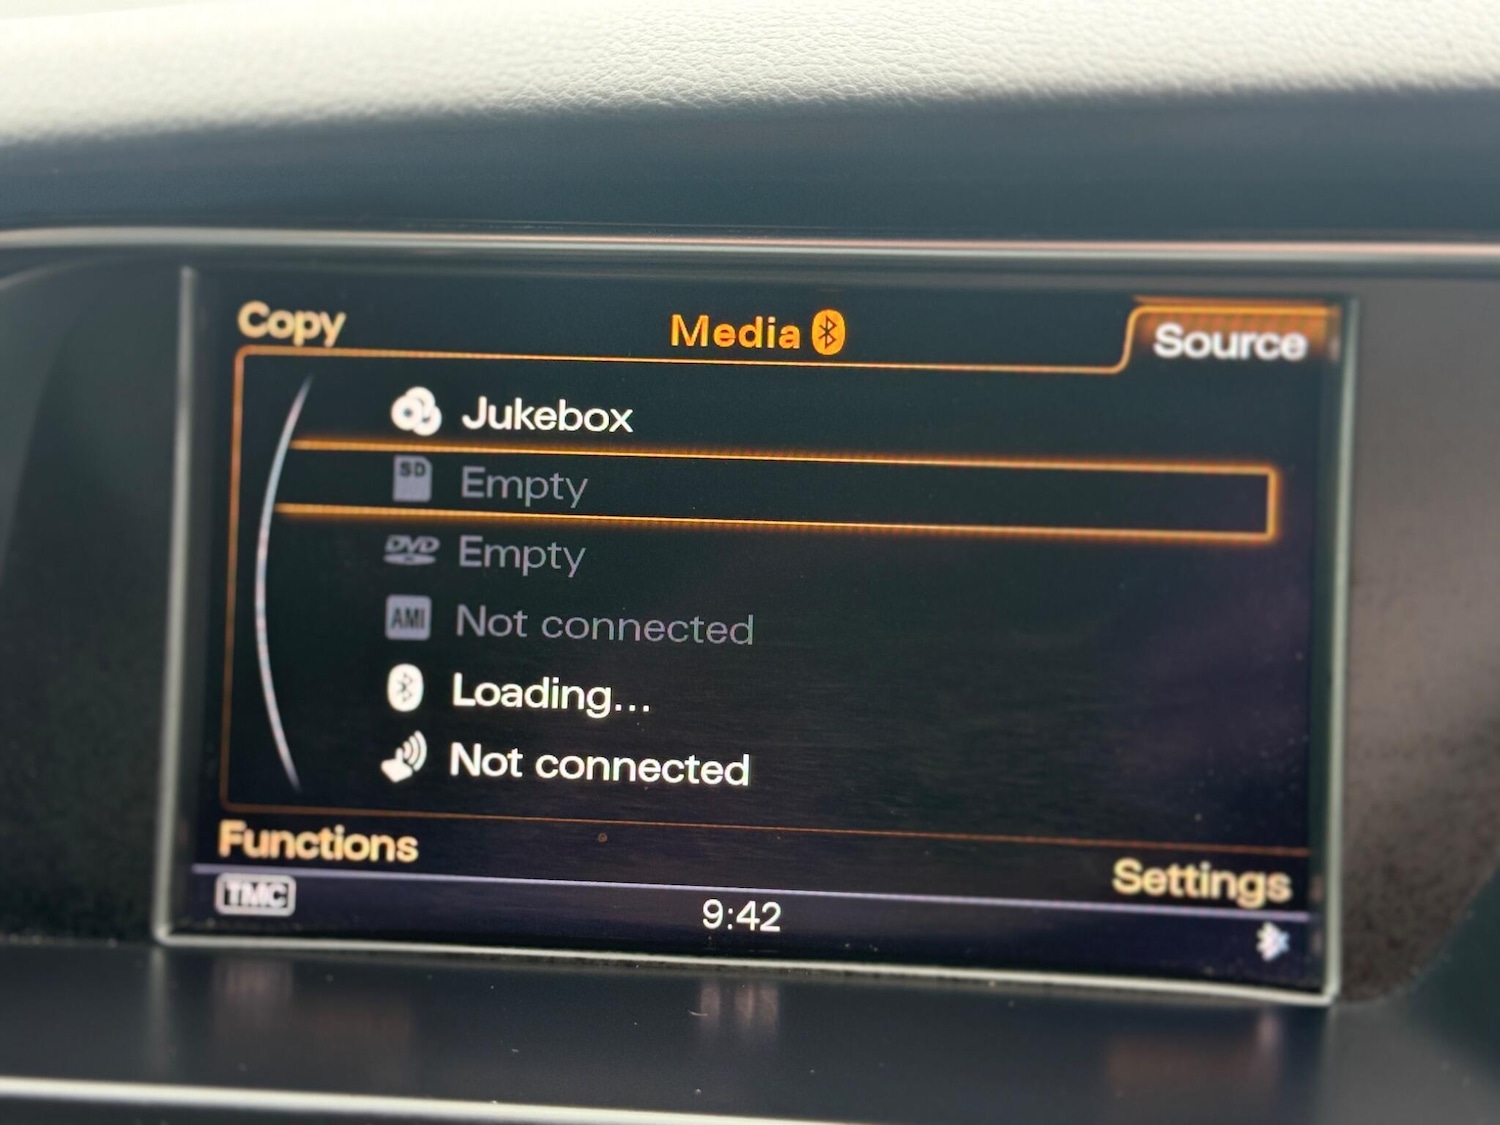 Copy
Media
Source
Jukebox
SD Empty
DVD Empty
AMI Not connected
Loading...
Not connected
Functions
Settings
TMC
9:42